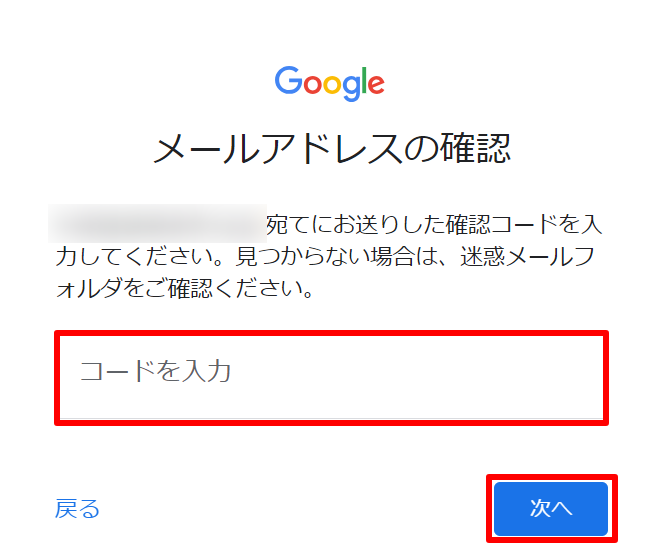 Google
メールアドレスの確認
宛てにお送りした確認コードを入
力してください。見つからない場合は、迷惑メールフ
ォルダをご確認ください。
コードを入力
戻る
次へ